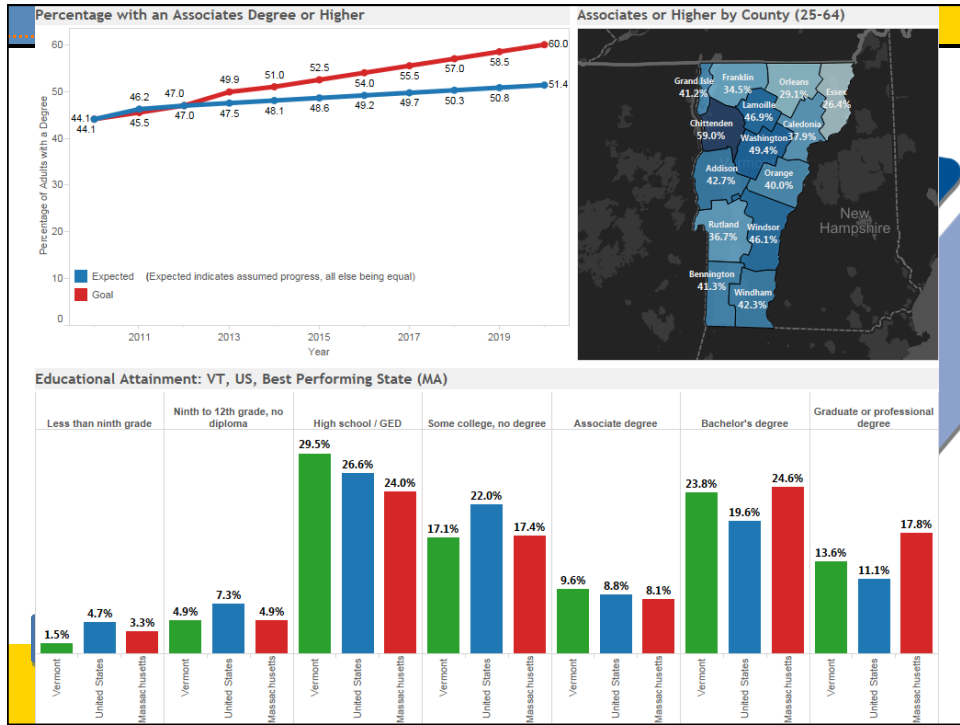 Percentage with an Associates Degree or Higher
60
50
40
30
20
10
0
Percentage of Adults with a Degree
44.1
44.1
46.2
45.5
47.0
47.0
49.9
47.5
51.0
48.1
52.5
48.6
54.0
49.2
55.5
49.7
57.0
50.3
58.5
50.8
60.0
51.4
Expected (Expected indicates assumed progress, all else being equal)
Goal
2011 2013 2015 2017 2019
Year
Associates or Higher by County (25-64)
Grand Isle
41.2%
Franklin
34.5%
Orleans
29.1%
Essex
26.4%
Lamoille
46.9%
Chittenden
59.0%
Caledonia
37.9%
Washington
49.4%
Addison
42.7%
Orange
40.0%
Rutland
36.7%
Windsor
46.1%
Bennington
41.3%
Windham
42.3%
New
Hampshire
Educational Attainment: VT, US, Best Performing State (MA)
Less than ninth grade
1.5%
4.7%
3.3%
Vermont
United States
Massachusetts
Ninth to 12th grade, no
diploma
4.9%
7.3%
4.9%
Vermont
United States
Massachusetts
High school / GED
29.5%
26.6%
24.0%
Vermont
United States
Massachusetts
Some college, no degree
17.1%
22.0%
17.4%
Vermont
United States
Massachusetts
Associate degree
9.6%
8.8%
8.1%
Vermont
United States
Massachusetts
Bachelor's degree
23.8%
19.6%
24.6%
Vermont
United States
Massachusetts
Graduate or professional
degree
13.6%
11.1%
17.8%
Vermont
United States
Massachusetts